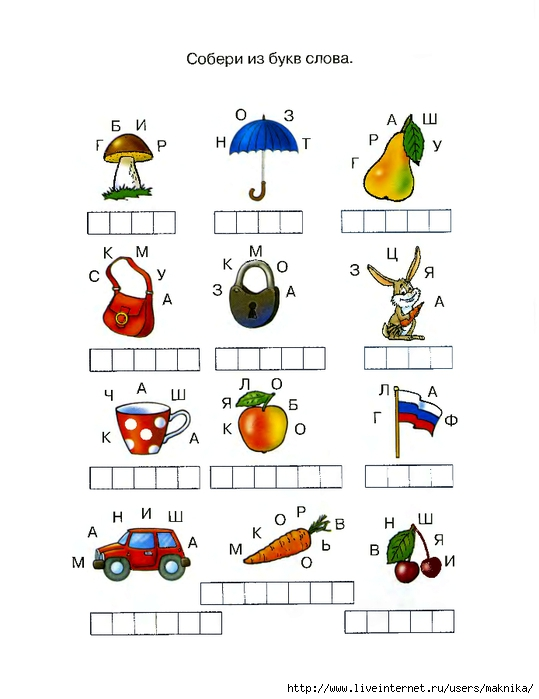 Собери из букв слова.
Г Б И Р
Н О З Т
Г Р А Ш У
С К М У А
З К М О А
З Ц Я А
К Ч А Ш А
К Я Л О Б О
Г Л А Ф
М А Н И Ш А
М К О Р В Ь О
В Н Ш Я И
http://www.liveinternet.ru/users/maknika/